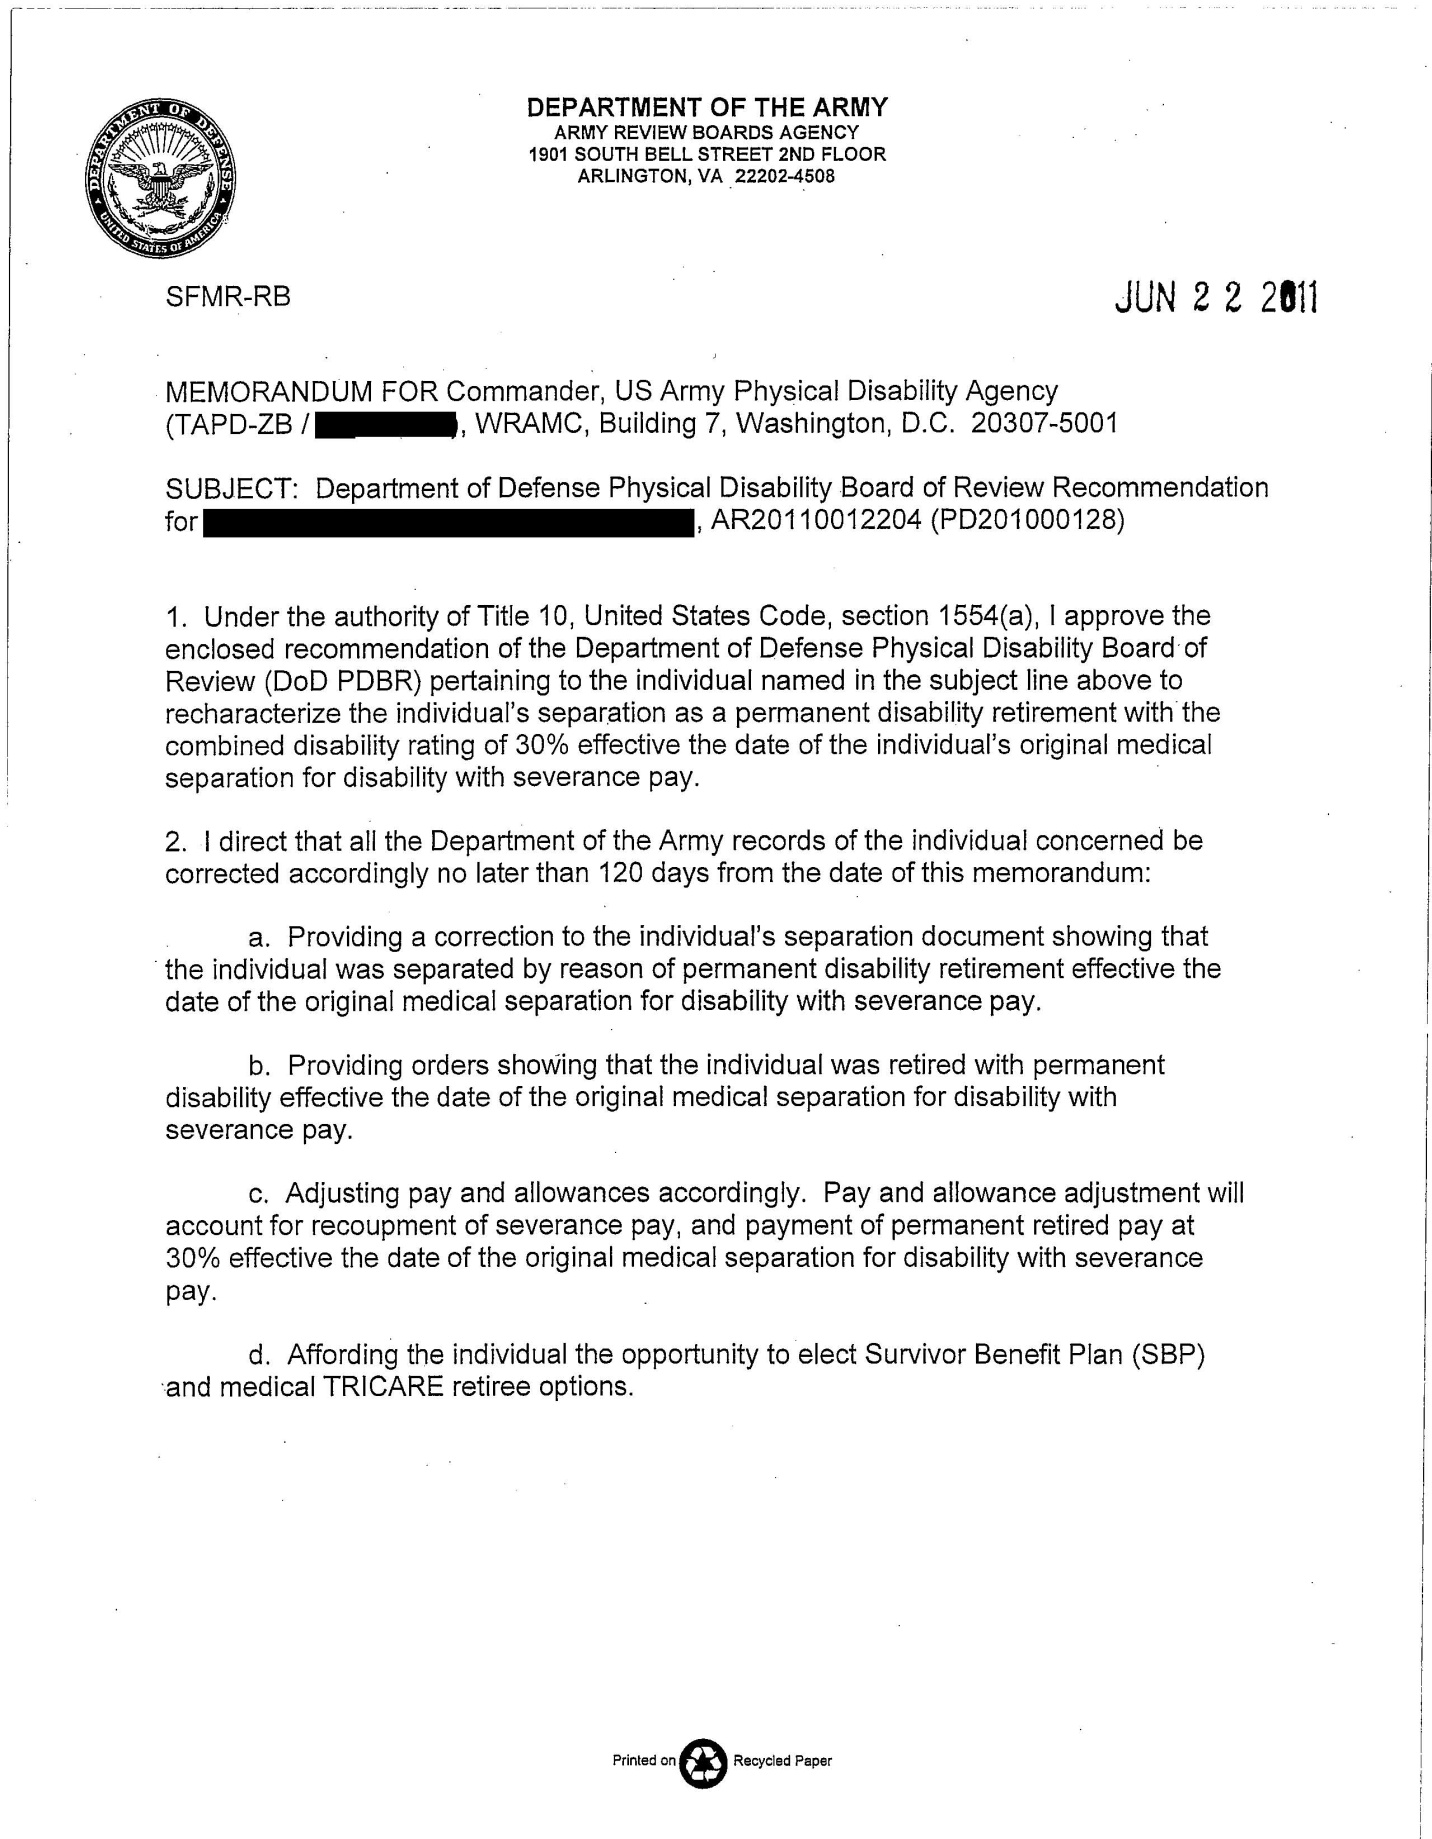 DEPARTMENT OF THE ARMY
ARMY REVIEW BOARDS AGENCY
1901 SOUTH BELL STREET 2ND FLOOR
ARLINGTON, VA 22202-4508
DEPARTMENT OF DEFENSE
UNITED STATES OF AMERICA
SFMR-RB
JUN 22 2011
MEMORANDUM FOR Commander, US Army Physical Disability Agency
(TAPD-ZB / , WRAMC, Building 7, Washington, D.C. 20307-5001
SUBJECT: Department of Defense Physical Disability Board of Review Recommendation
for , AR20110012204 (PD201000128)
1. Under the authority of Title 10, United States Code, section 1554(a), I approve the
enclosed recommendation of the Department of Defense Physical Disability Board of
Review (DoD PDBR) pertaining to the individual named in the subject line above to
recharacterize the individual's separation as a permanent disability retirement with the
combined disability rating of 30% effective the date of the individual's original medical
separation for disability with severance pay.
2. I direct that all the Department of the Army records of the individual concerned be
corrected accordingly no later than 120 days from the date of this memorandum:
a. Providing a correction to the individual's separation document showing that
the individual was separated by reason of permanent disability retirement effective the
date of the original medical separation for disability with severance pay.
b. Providing orders showing that the individual was retired with permanent
disability effective the date of the original medical separation for disability with
severance pay.
c. Adjusting pay and allowances accordingly. Pay and allowance adjustment will
account for recoupment of severance pay, and payment of permanent retired pay at
30% effective the date of the original medical separation for disability with severance
pay.
d. Affording the individual the opportunity to elect Survivor Benefit Plan (SBP)
and medical TRICARE retiree options.
Printed on Recycled Paper